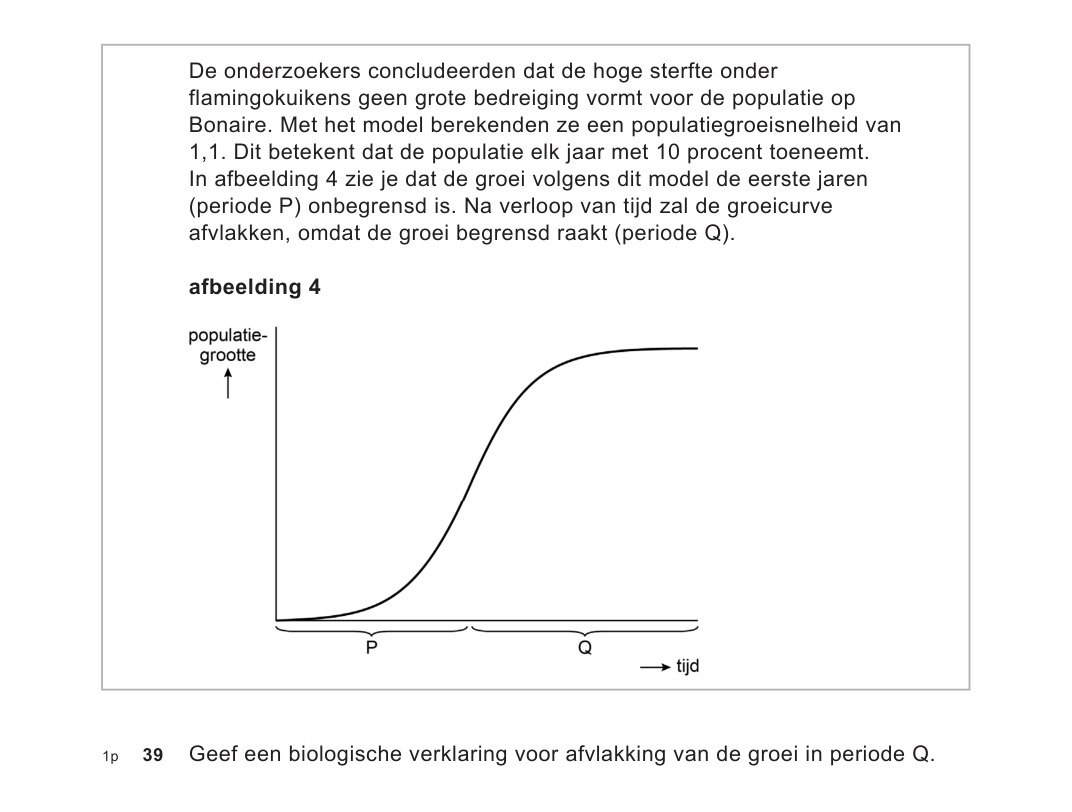 De onderzoekers concludeerden dat de hoge sterfte onder
flamingokuikens geen grote bedreiging vormt voor de populatie op
Bonaire. Met het model berekenden ze een populatiegroeisnelheid van
1,1. Dit betekent dat de populatie elk jaar met 10 procent toeneemt.
In afbeelding 4 zie je dat de groei volgens dit model de eerste jaren
(periode P) onbegrensd is. Na verloop van tijd zal de groeicurve
afvlakken, omdat de groei begrensd raakt (periode Q).
afbeelding 4
populatie-
grootte
P
Q
tijd
1p 39 Geef een biologische verklaring voor afvlakking van de groei in periode Q.